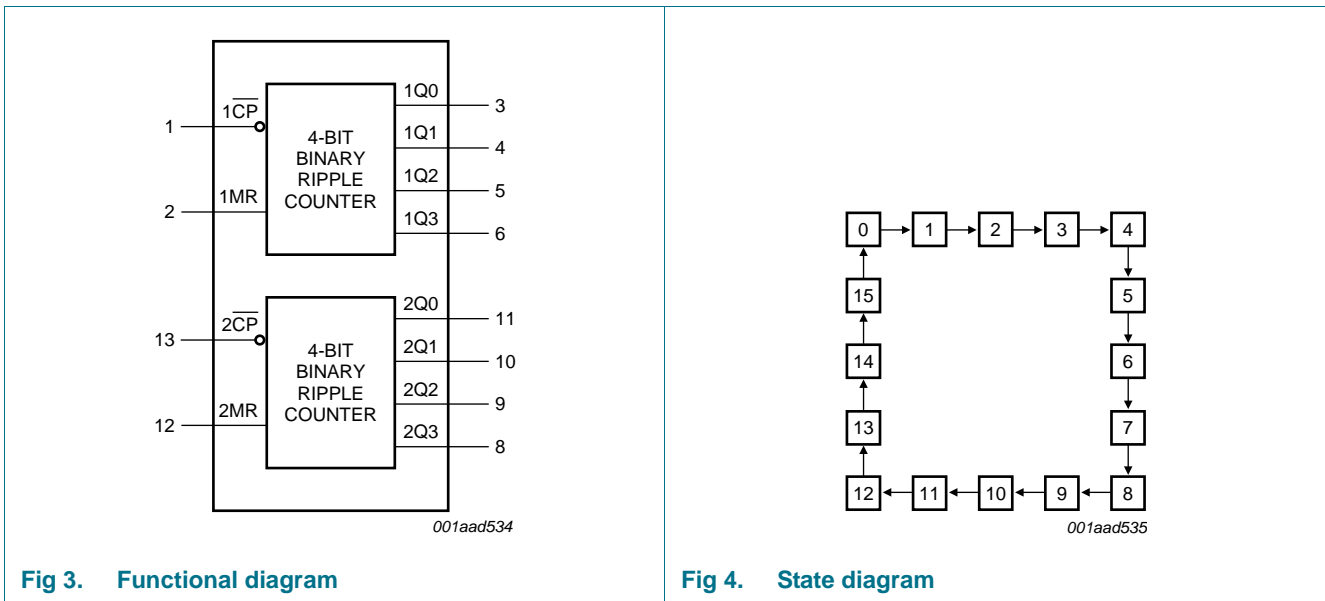 1Q0
1C̅P̅
3
1
4-BIT
1Q1
BINARY
4
RIPPLE
1Q2
1MR
COUNTER
5
2
1Q3
6
2Q0
2C̅P̅
11
13
4-BIT
2Q1
BINARY
10
RIPPLE
2Q2
2MR
COUNTER
9
12
2Q3
8
001aad534
Fig 3. Functional diagram
0 1 2 3 4
15 5
14 6
13 7
12 11 10 9 8
001aad535
Fig 4. State diagram